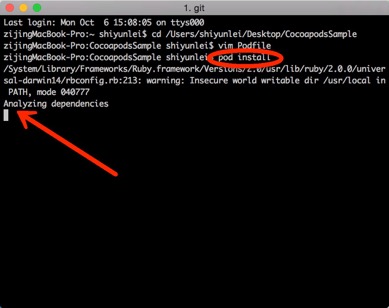 1. git
Last login: Mon Oct  6 15:08:05 on ttys000
zijingMacBook-Pro:~ shiyunlei$ cd /Users/shiyunlei/Desktop/CocoapodsSample
zijingMacBook-Pro:CocoapodsSample shiyunlei$ vim Podfile
zijingMacBook-Pro:CocoapodsSample shiyunlei$ pod install
/System/Library/Frameworks/Ruby.framework/Versions/2.0/usr/lib/ruby/2.0.0/univer
sal-darwin14/rbconfig.rb:213: warning: Insecure world writable dir /usr/local in
PATH, mode 040777
Analyzing dependencies